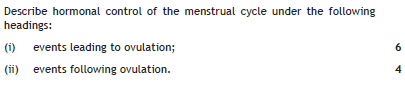 Describe hormonal control of the menstrual cycle under the following
headings:
(i) events leading to ovulation; 6
(ii) events following ovulation. 4